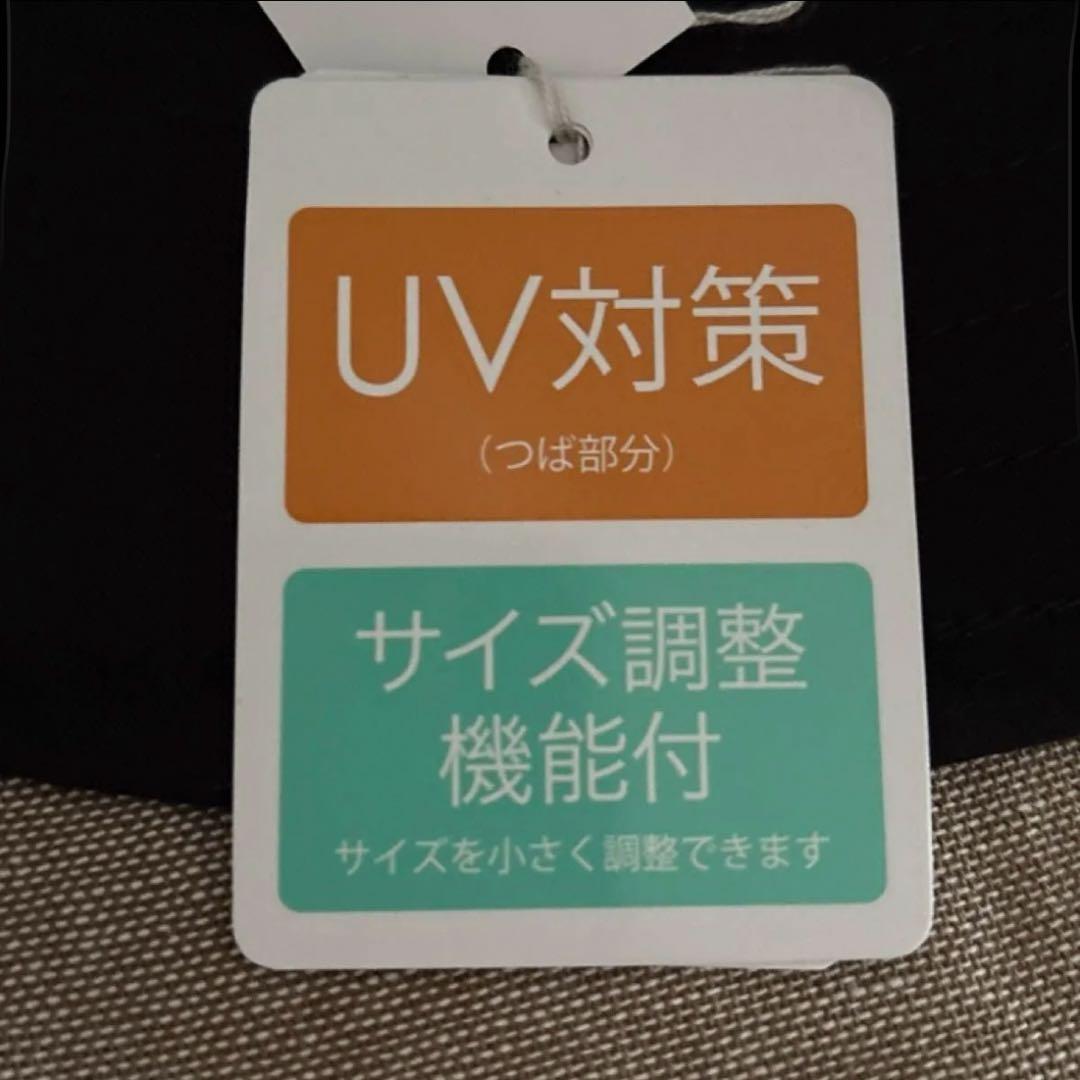 UV対策
（つば部分）
サイズ調整
機能付
サイズを小さく調整できます